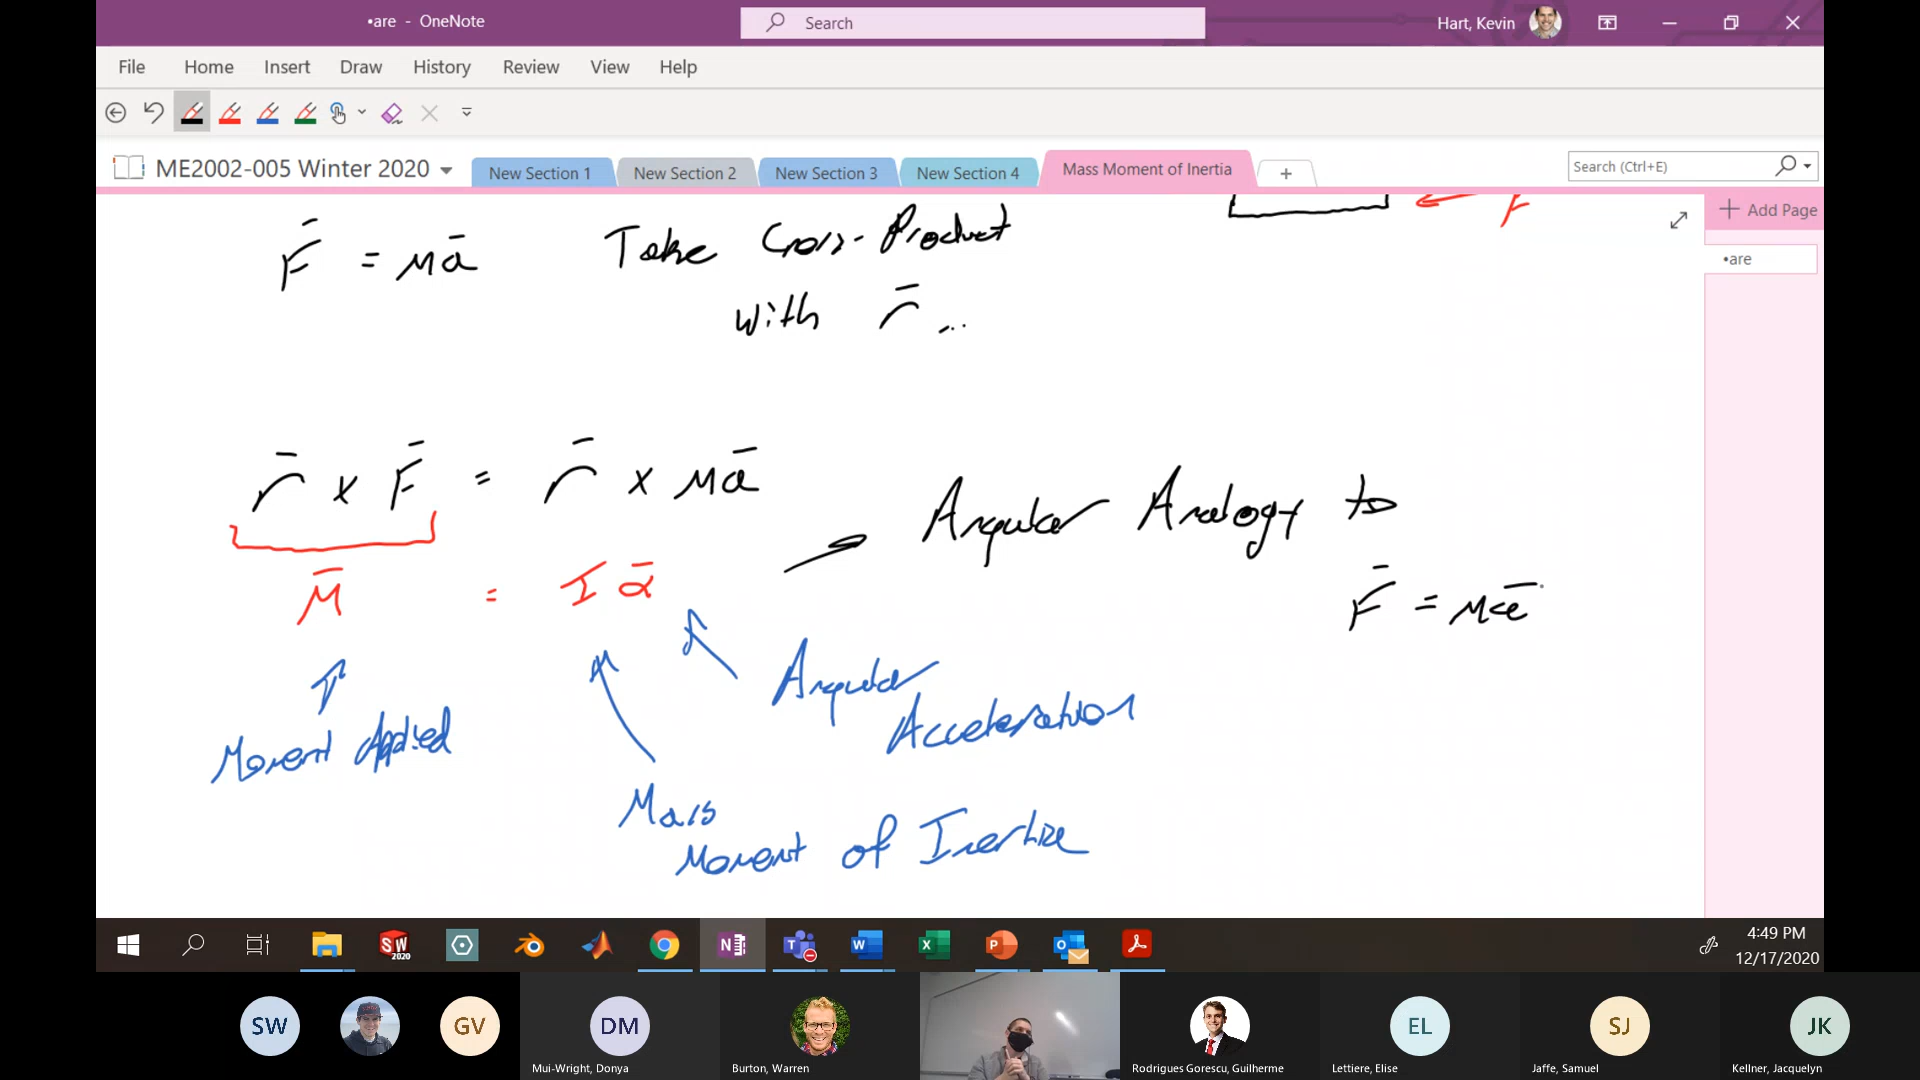 •are - OneNote
Search
Hart, Kevin
File Home Insert Draw History Review View Help
ME2002-005 Winter 2020
New Section 1
New Section 2
New Section 3
New Section 4
Mass Moment of Inertia
+
Search (Ctrl+E)
Add Page
•are
F
F̄ = mā
Take Cross-Product
with r̄ ...
r̄ x F̄ = r̄ x mā
M̄ = I ᾱ
Angular Analogy to
F̄ = mā
Moment Applied
Angular
Acceleration
Mass
Moment of Inertia
4:49 PM
12/17/2020
SW
GV
DM
Mui-Wright, Donya
Burton, Warren
Rodrigues Gorescu, Guilherme
EL
Lettiere, Elise
SJ
Jaffe, Samuel
JK
Kellner, Jacquelyn